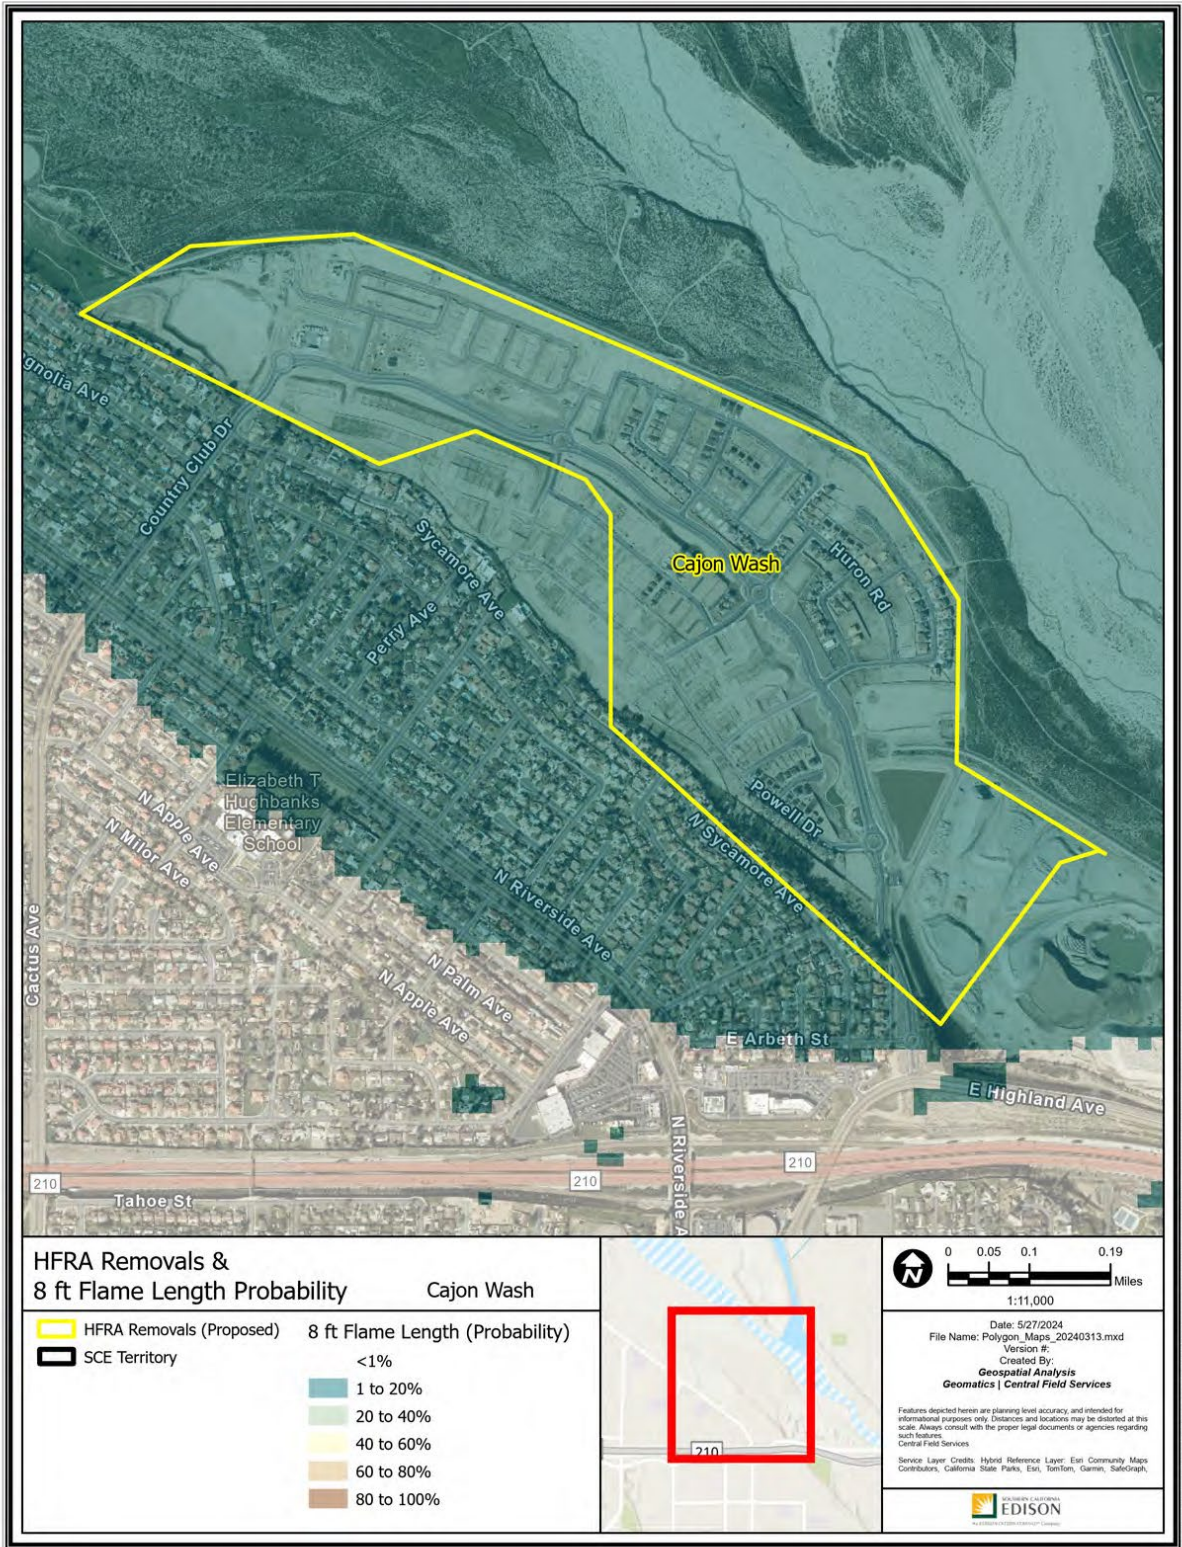 gnolia Ave
Country Club Dr
Sycamore Ave
Perry Ave
Cajon Wash
Huron Rd
Powell Dr
N Sycamore Ave
Elizabeth T
Hughbanks
Elementary
School
N Apple Ave
N Milor Ave
N Riverside Ave
Cactus Ave
N Palm Ave
N Apple Ave
E Arbeth St
E Highland Ave
N Riverside A
210
210
210
Tahoe St
HFRA Removals &
8 ft Flame Length Probability
Cajon Wash
HFRA Removals (Proposed)
SCE Territory
8 ft Flame Length (Probability)
<1%
1 to 20%
20 to 40%
40 to 60%
60 to 80%
80 to 100%
210
N
0 0.05 0.1 0.19
Miles
1:11,000
Date: 5/27/2024
File Name: Polygon_Maps_20240313.mxd
Version #:
Created By:
Geospatial Analysis
Geomatics | Central Field Services
Features depicted herein are planning level accuracy, and intended for
informational purposes only. Distances and locations may be distorted at this
scale. Always consult with the proper legal documents or agencies regarding
such features.
Central Field Services
Service Layer Credits: Hybrid Reference Layer: Esri Community Maps
Contributors, California State Parks, Esri, TomTom, Garmin, SafeGraph,
SOUTHERN CALIFORNIA
EDISON